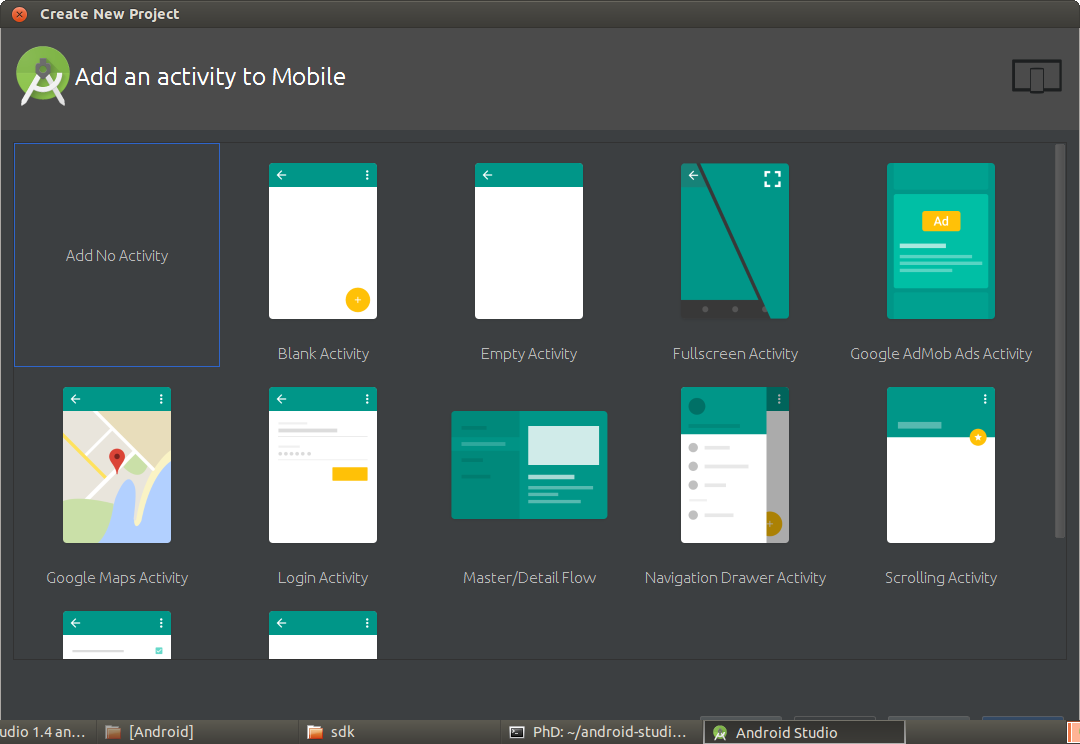 Create New Project
Add an activity to Mobile
Add No Activity
Ad
Blank Activity
Empty Activity
Fullscreen Activity
Google AdMob Ads Activity
Google Maps Activity
Login Activity
Master/Detail Flow
Navigation Drawer Activity
Scrolling Activity
udio 1.4 an...
[Android]
sdk
PhD: ~/android-studi...
Android Studio